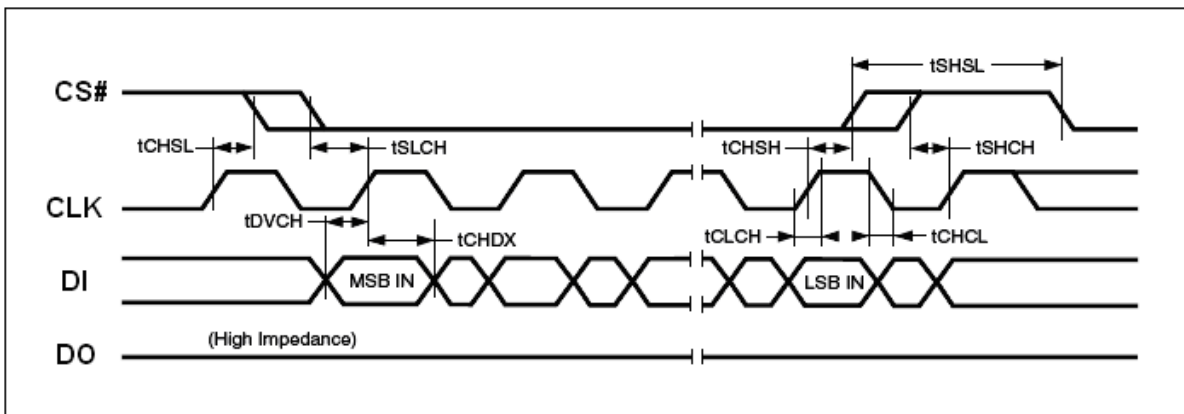 tSHSL
CS#
tCHSL
tSLCH
tCHSH
tSHCH
CLK
tDVCH
tCHDX
tCLCH
tCHCL
DI
MSB IN
LSB IN
(High Impedance)
DO